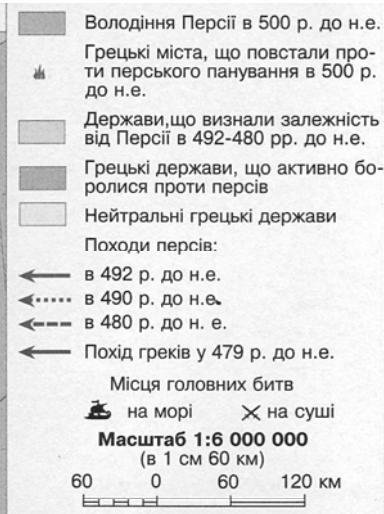 Володіння Персії в 500 р. до н.е.
Грецькі міста, що повстали про-
ти перського панування в 500 р.
до н.е.
Держави,що визнали залежність
від Персії в 492-480 рр. до н.е.
Грецькі держави, що активно бо-
ролися проти персів
Нейтральні грецькі держави
Походи персів:
в 492 р. до н.е.
в 490 р. до н.е.
в 480 р. до н. е.
Похід греків у 479 р. до н.е.
Місця головних битв
на морі на суші
Масштаб 1:6 000 000
(в 1 см 60 км)
60 0 60 120 км